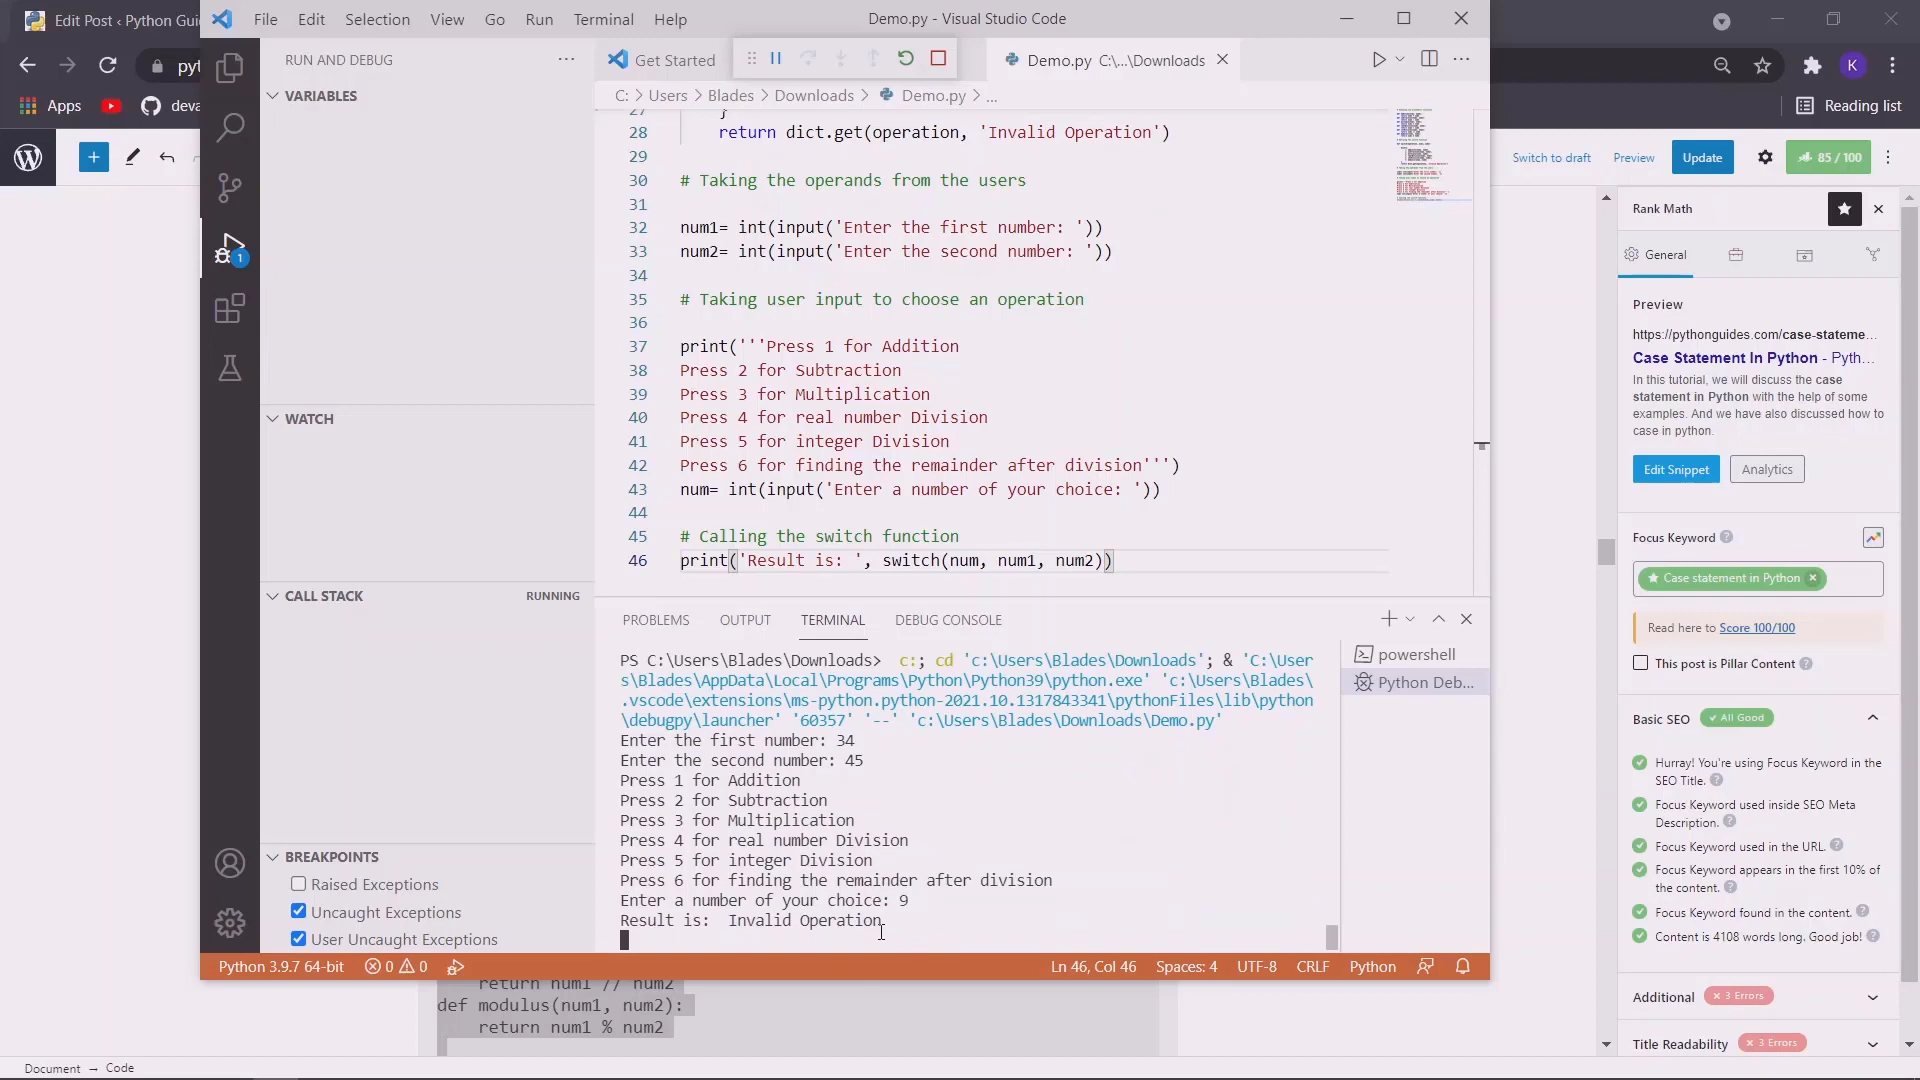 Edit Post ‹ Python Gui
File Edit Selection View Go Run Terminal Help
Demo.py - Visual Studio Code
pyt
Apps
deva
K
Reading list
RUN AND DEBUG
Get Started
Demo.py C:\...\Downloads
C: > Users > Blades > Downloads > Demo.py > ...
VARIABLES
WATCH
CALL STACK RUNNING
BREAKPOINTS
Raised Exceptions
Uncaught Exceptions
User Uncaught Exceptions
1
27 }
28 return dict.get(operation, 'Invalid Operation')
29
30 # Taking the operands from the users
31
32 num1= int(input('Enter the first number: '))
33 num2= int(input('Enter the second number: '))
34
35 # Taking user input to choose an operation
36
37 print('''Press 1 for Addition
38 Press 2 for Subtraction
39 Press 3 for Multiplication
40 Press 4 for real number Division
41 Press 5 for integer Division
42 Press 6 for finding the remainder after division''')
43 num= int(input('Enter a number of your choice: '))
44
45 # Calling the switch function
46 print('Result is: ', switch(num, num1, num2))
PROBLEMS OUTPUT TERMINAL DEBUG CONSOLE
powershell
Python Deb...
PS C:\Users\Blades\Downloads> c:; cd 'c:\Users\Blades\Downloads'; & 'C:\User
s\Blades\AppData\Local\Programs\Python\Python39\python.exe' 'c:\Users\Blades\
.vscode\extensions\ms-python.python-2021.10.1317843341\pythonFiles\lib\python
\debugpy\launcher' '60357' '--' 'c:\Users\Blades\Downloads\Demo.py'
Enter the first number: 34
Enter the second number: 45
Press 1 for Addition
Press 2 for Subtraction
Press 3 for Multiplication
Press 4 for real number Division
Press 5 for integer Division
Press 6 for finding the remainder after division
Enter a number of your choice: 9
Result is:  Invalid Operation
Python 3.9.7 64-bit 0 0
Ln 46, Col 46 Spaces: 4 UTF-8 CRLF Python
return num1 // num2
def modulus(num1, num2):
return num1 % num2
Document → Code
Switch to draft Preview Update 85 / 100
Rank Math
General
Preview
https://pythonguides.com/case-stateme...
Case Statement In Python - Pyth...
In this tutorial, we will discuss the case
statement in Python with the help of some
examples. And we have also discussed how to
case in python.
Edit Snippet Analytics
Focus Keyword
Case statement in Python
Read here to Score 100/100
This post is Pillar Content
Basic SEO All Good
Hurray! You're using Focus Keyword in the
SEO Title.
Focus Keyword used inside SEO Meta
Description.
Focus Keyword used in the URL.
Focus Keyword appears in the first 10% of
the content.
Focus Keyword found in the content.
Content is 4108 words long. Good job!
Additional 3 Errors
Title Readability 3 Errors